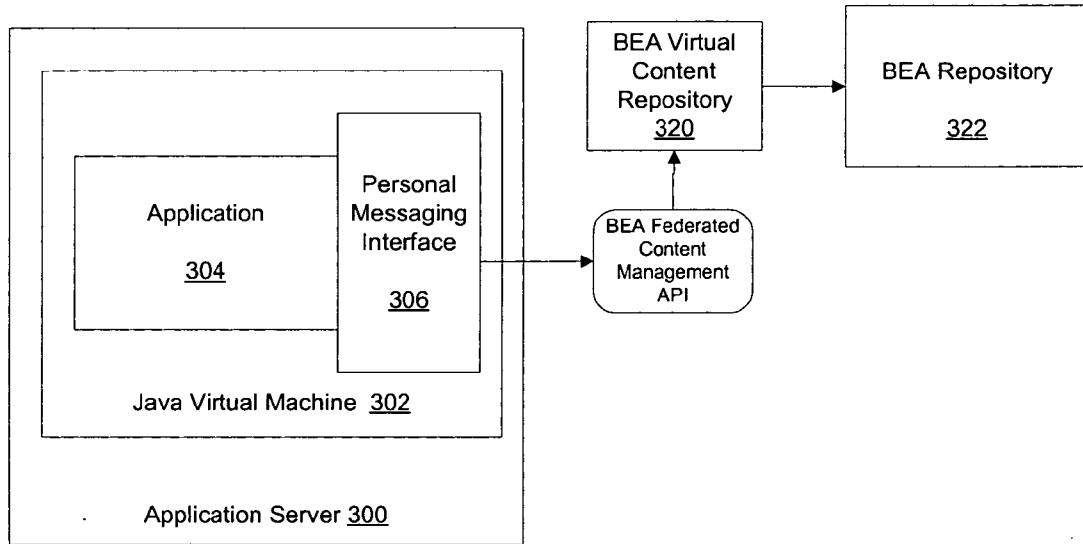 Application
304
Personal
Messaging
Interface
306
Java Virtual Machine 302
Application Server 300
BEA Federated
Content
Management
API
BEA Virtual
Content
Repository
320
BEA Repository
322